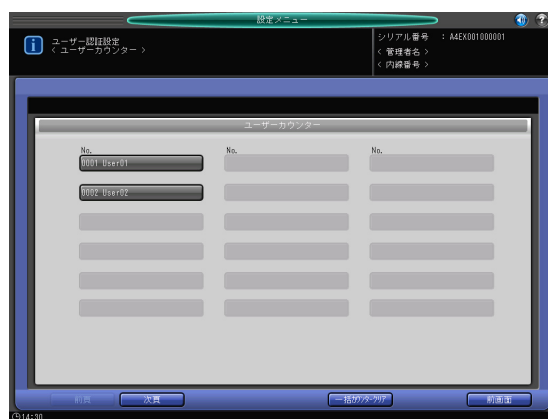 設定メニュー
ユーザー認証設定
< ユーザーカウンター >
シリアル番号 : A4EX001000001
< 管理者名 >
< 内線番号 >
ユーザーカウンター
No. No. No.
0001 User01
0002 User02
前頁 次頁 一括カウンタークリア 前画面
14:30